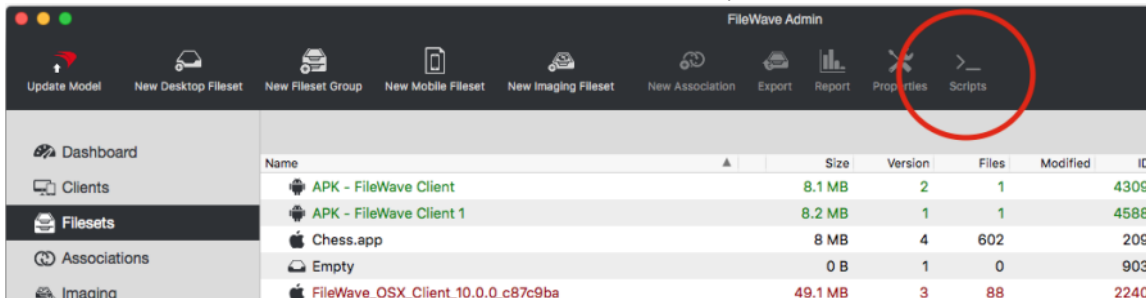 FileWave Admin
Update Model New Desktop Fileset New Fileset Group New Mobile Fileset New Imaging Fileset New Association Export Report Properties Scripts
Dashboard
Clients
Filesets
Associations
Imaging
Name Size Version Files Modified ID
APK - FileWave Client 8.1 MB 2 1 4309
APK - FileWave Client 1 8.2 MB 1 1 4588
Chess.app 8 MB 4 602 209
Empty 0 B 1 0 903
FileWave_OSX_Client_10.0.0_c87c9ba 49.1 MB 3 88 2240